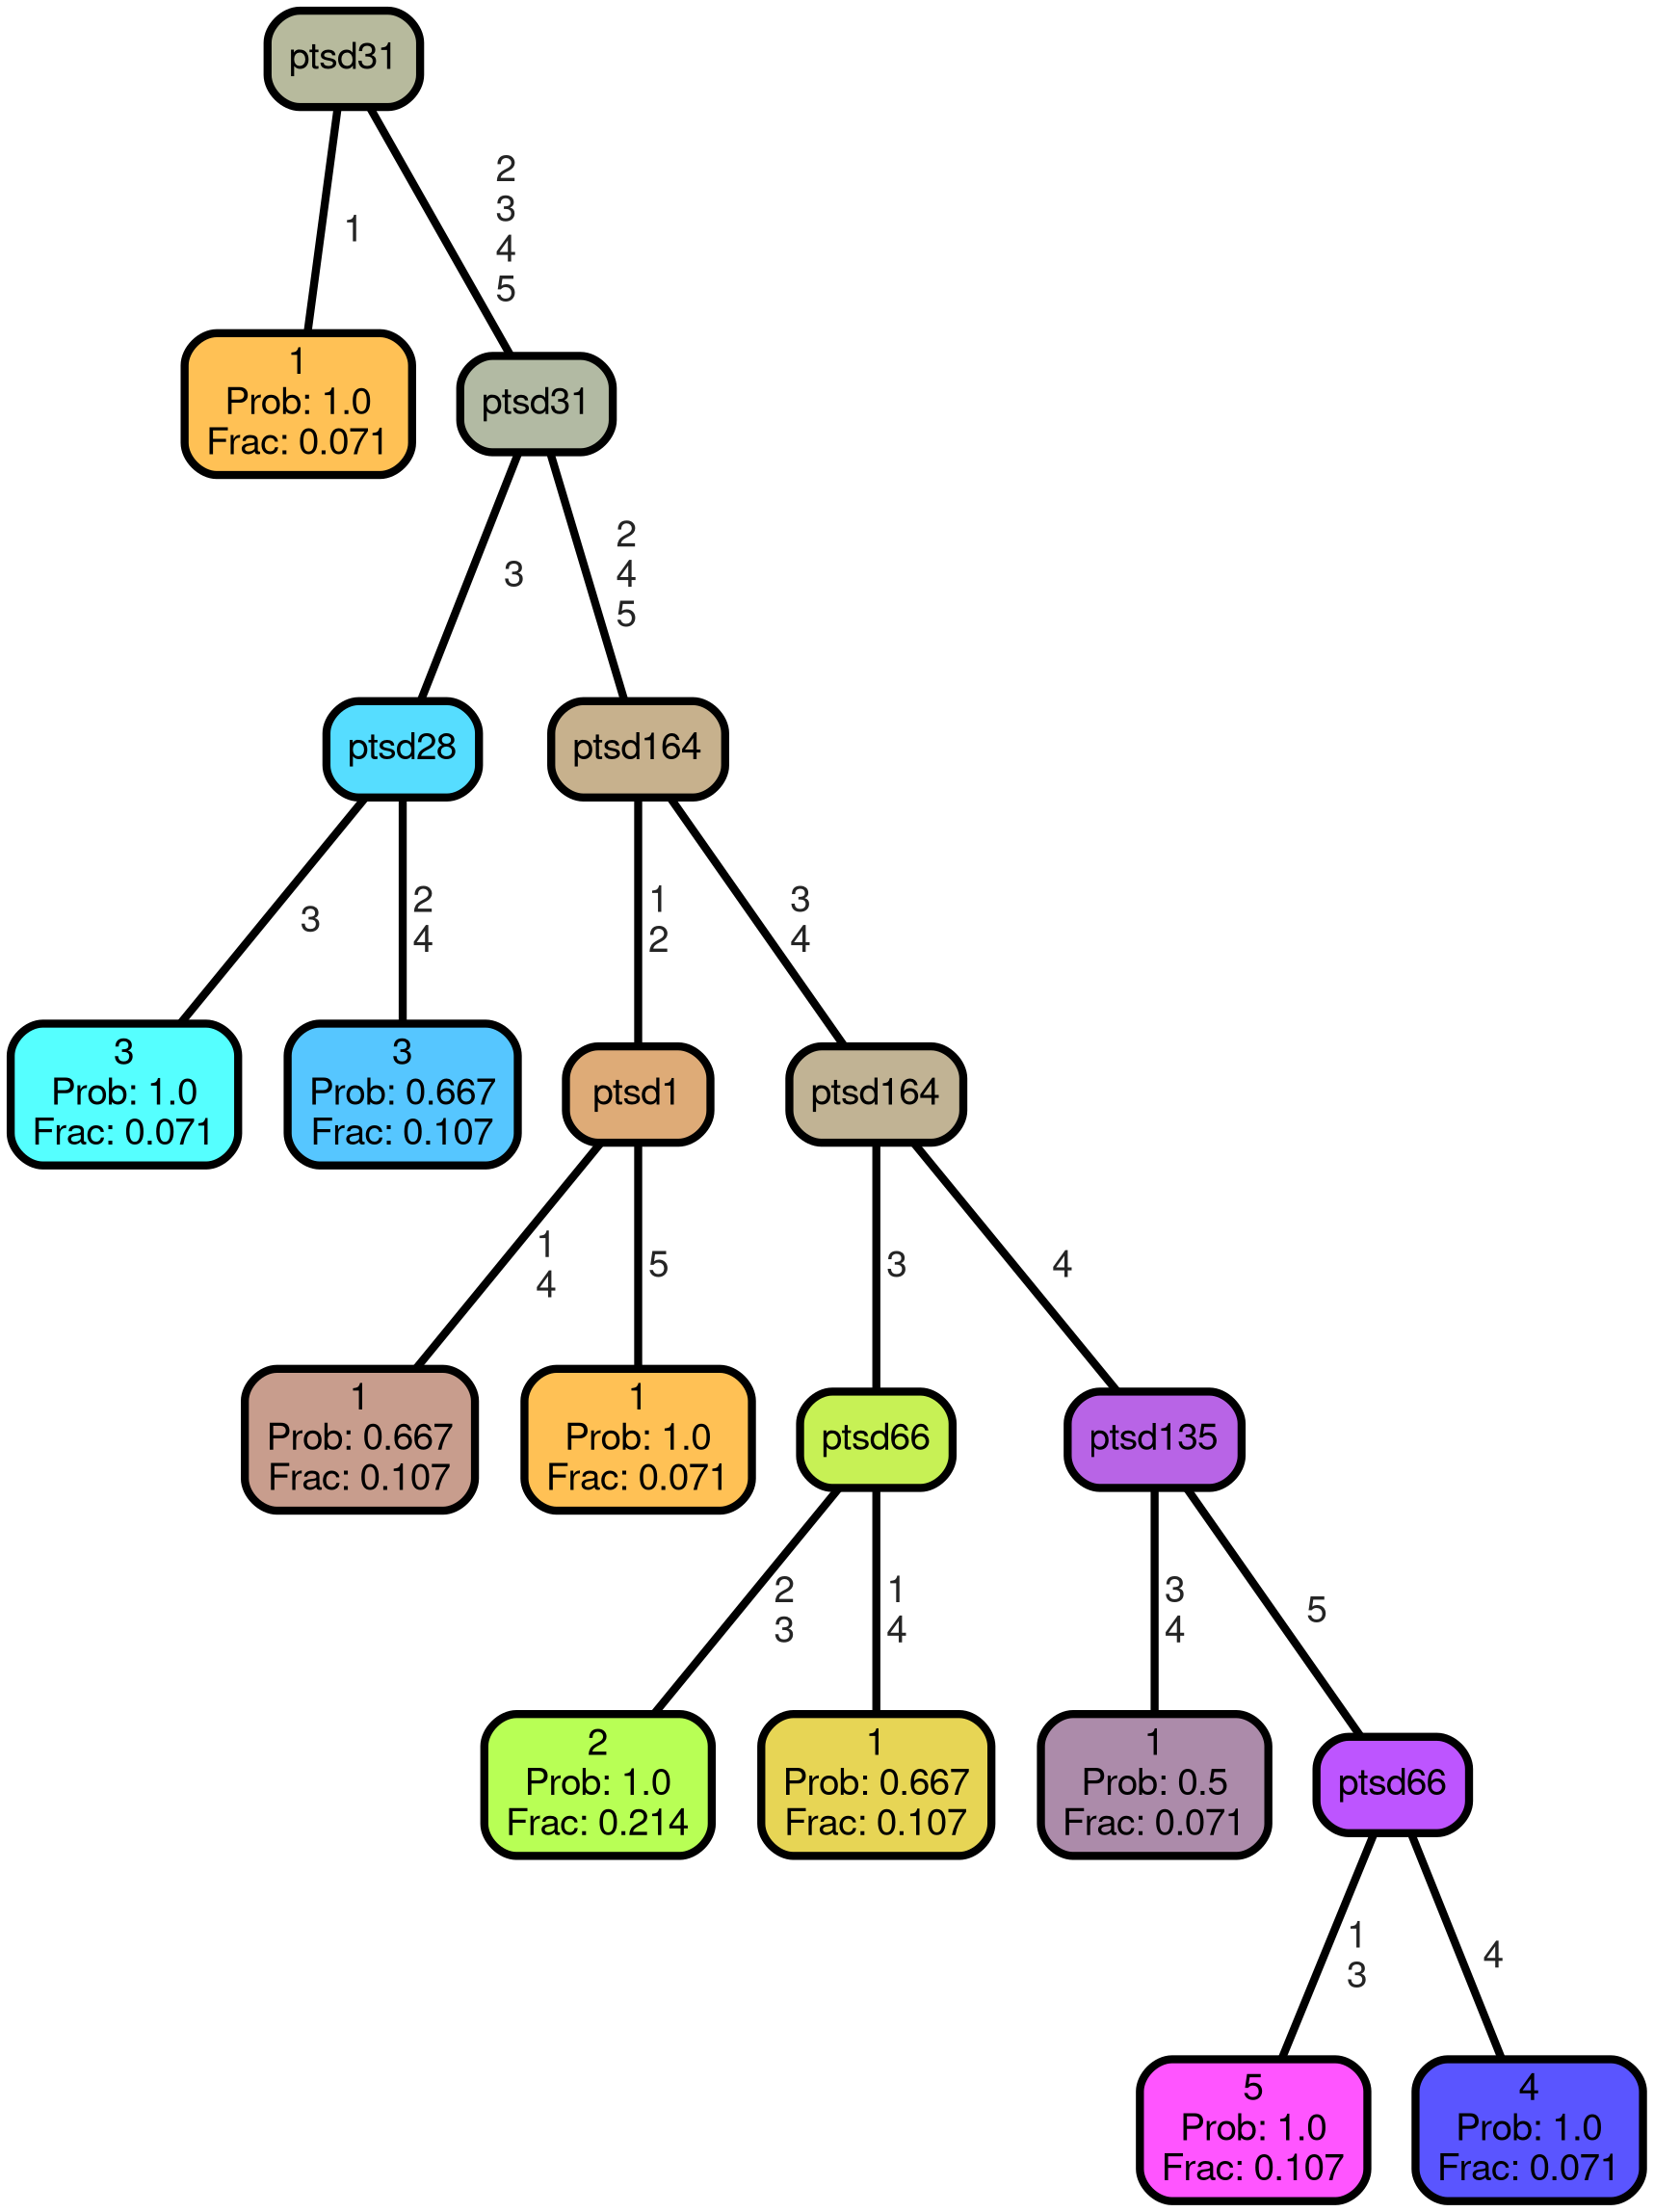 ptsd31
1
2
3
4
5
1
Prob: 1.0
Frac: 0.071
ptsd31
3
2
4
5
ptsd28
ptsd164
3
2
4
1
2
3
4
3
Prob: 1.0
Frac: 0.071
3
Prob: 0.667
Frac: 0.107
ptsd1
ptsd164
1
4
5
3
4
1
Prob: 0.667
Frac: 0.107
1
Prob: 1.0
Frac: 0.071
ptsd66
ptsd135
2
3
1
4
3
4
5
2
Prob: 1.0
Frac: 0.214
1
Prob: 0.667
Frac: 0.107
1
Prob: 0.5
Frac: 0.071
ptsd66
1
3
4
5
Prob: 1.0
Frac: 0.107
4
Prob: 1.0
Frac: 0.071